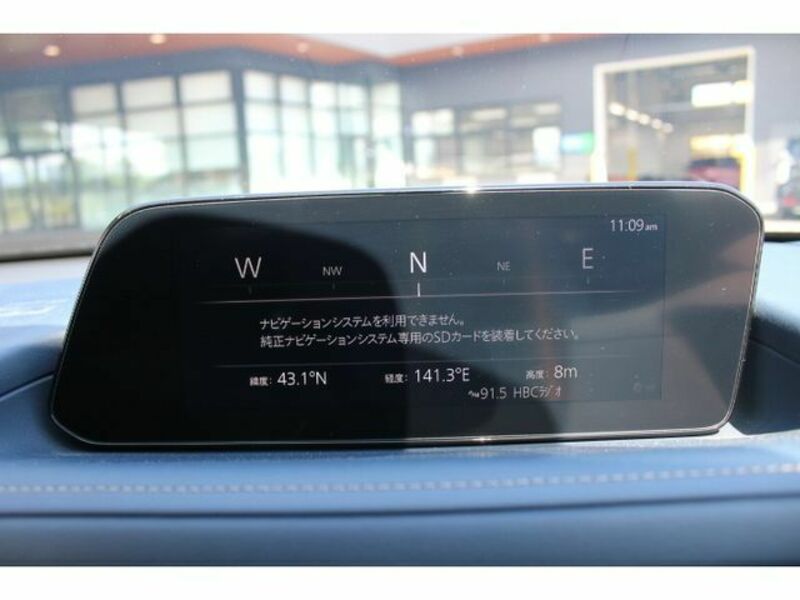 11:09am
W NW N NE E
ナビゲーションシステムを利用できません。
純正ナビゲーションシステム専用のSDカードを装着してください。
緯度: 43.1°N 経度: 141.3°E 高度: 8m
91.5 HBCラジオ